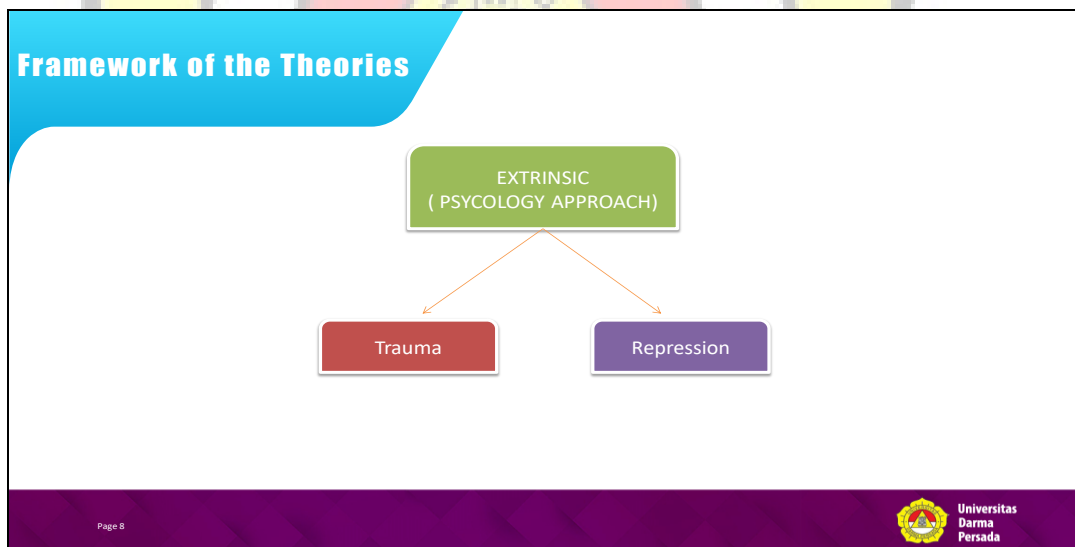 Framework of the Theories
EXTRINSIC
( PSYCOLOGY APPROACH)
Trauma
Repression
Page 8
Universitas
Darma
Persada